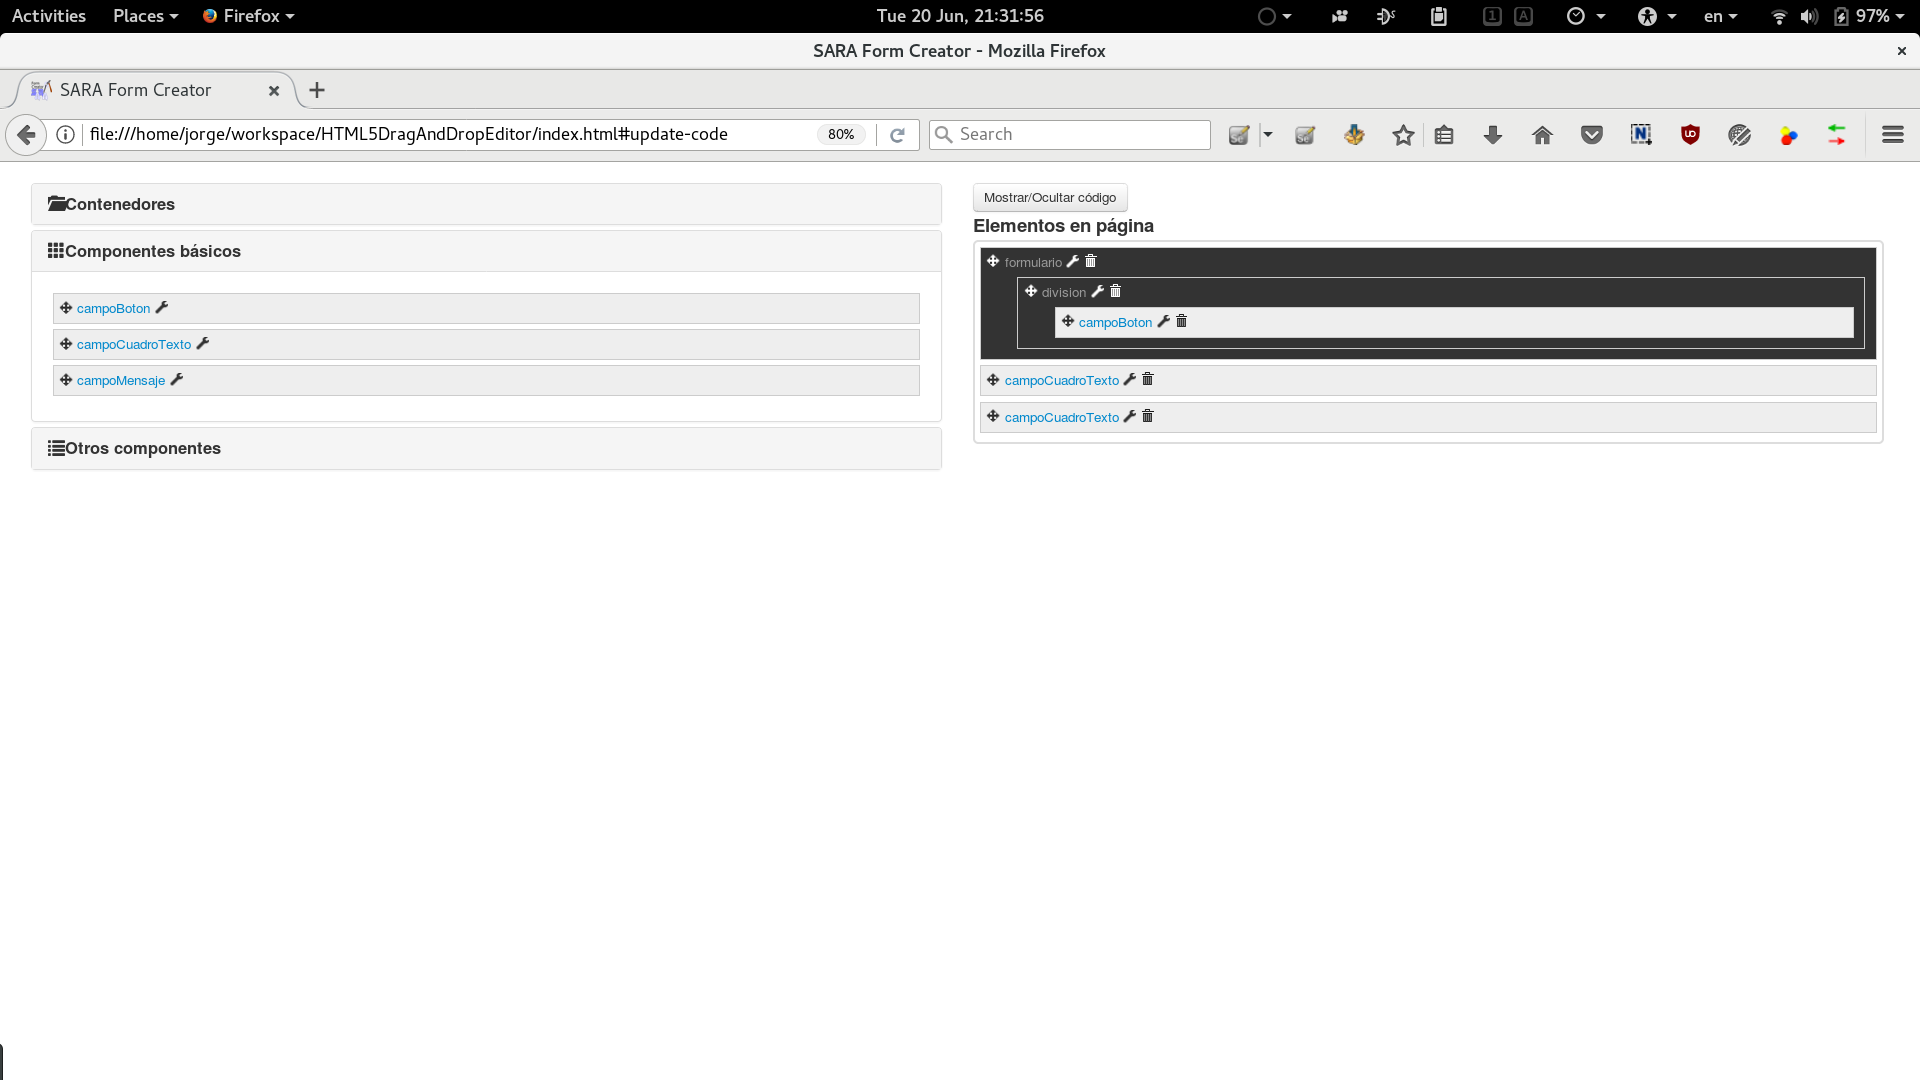 Activities Places Firefox Tue 20 Jun, 21:31:56 1 A en 97%
SARA Form Creator - Mozilla Firefox
SARA Form Creator
file:///home/jorge/workspace/HTML5DragAndDropEditor/index.html#update-code 80% Search
Contenedores
Componentes básicos
campoBoton
campoCuadroTexto
campoMensaje
Otros componentes
Mostrar/Ocultar código
Elementos en página
formulario
division
campoBoton
campoCuadroTexto
campoCuadroTexto